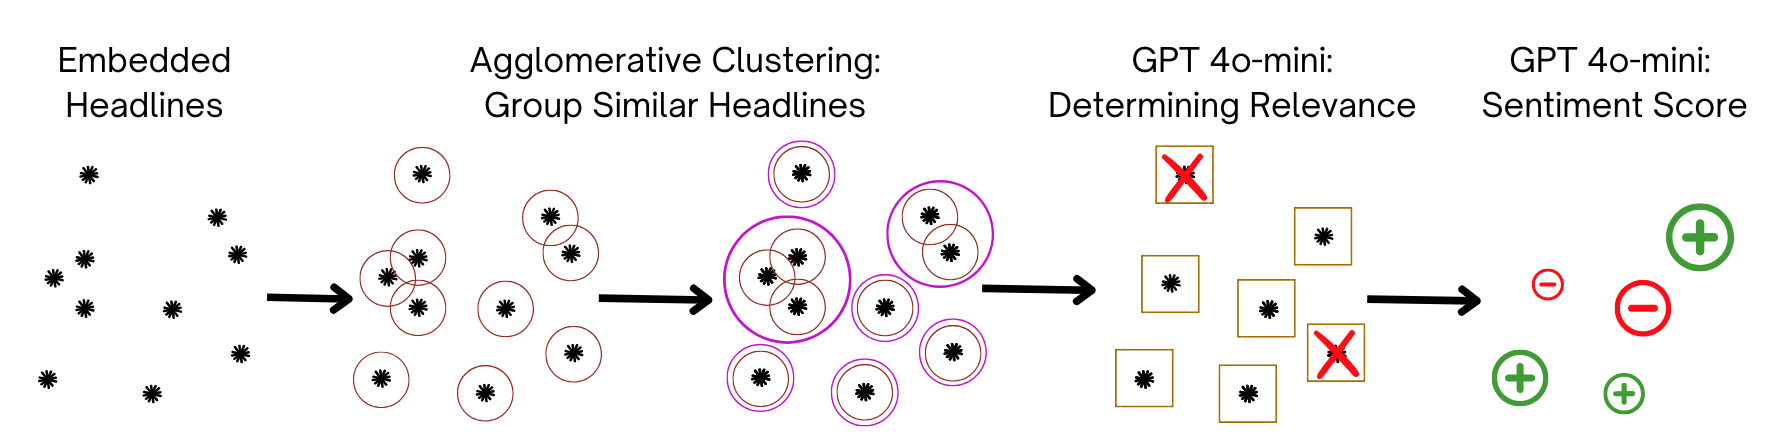 Embedded
Headlines
Agglomerative Clustering:
Group Similar Headlines
GPT 4o-mini:
Determining Relevance
GPT 4o-mini:
Sentiment Score